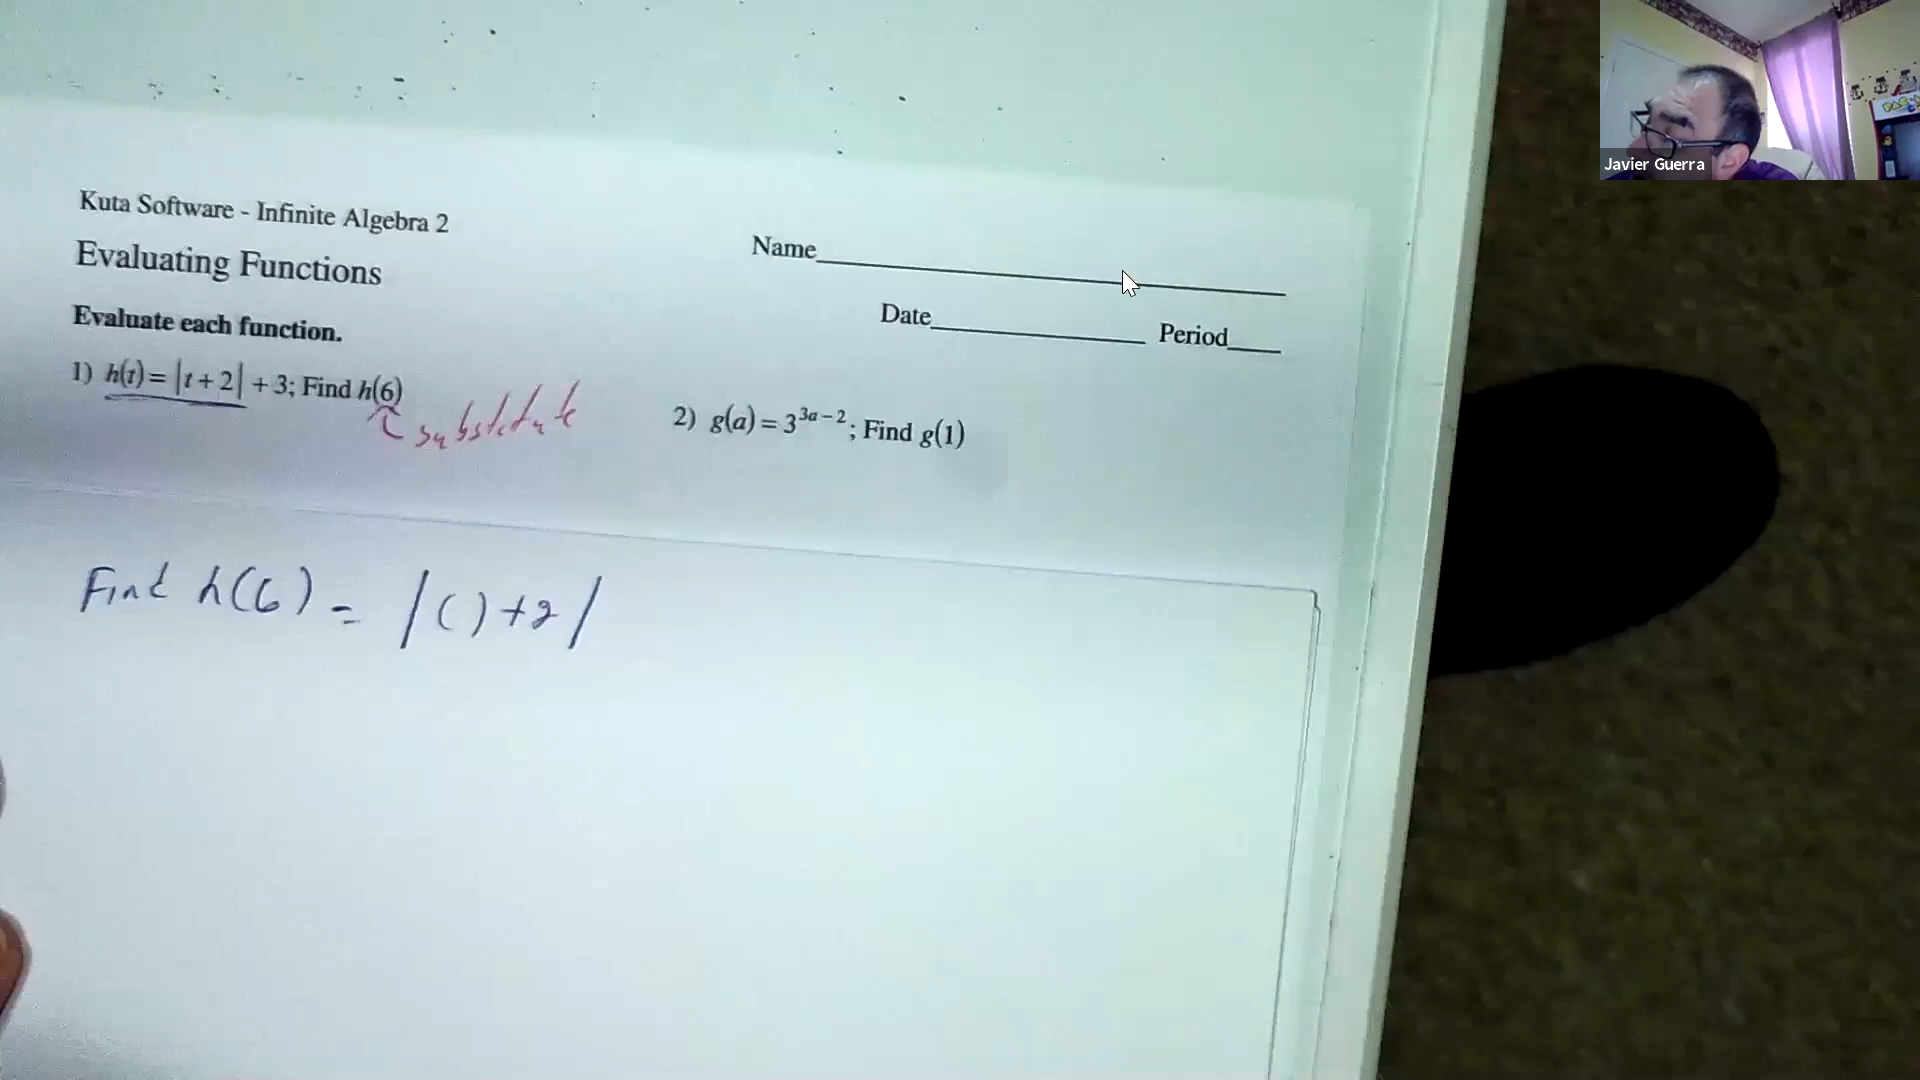 Javier Guerra
Kuta Software - Infinite Algebra 2
Evaluating Functions
Name
Date Period
Evaluate each function.
1) h(t) = |t + 2| + 3; Find h(6)
substitute
2) g(a) = 3^{3a − 2}; Find g(1)
Find h(6) = |( )+2|